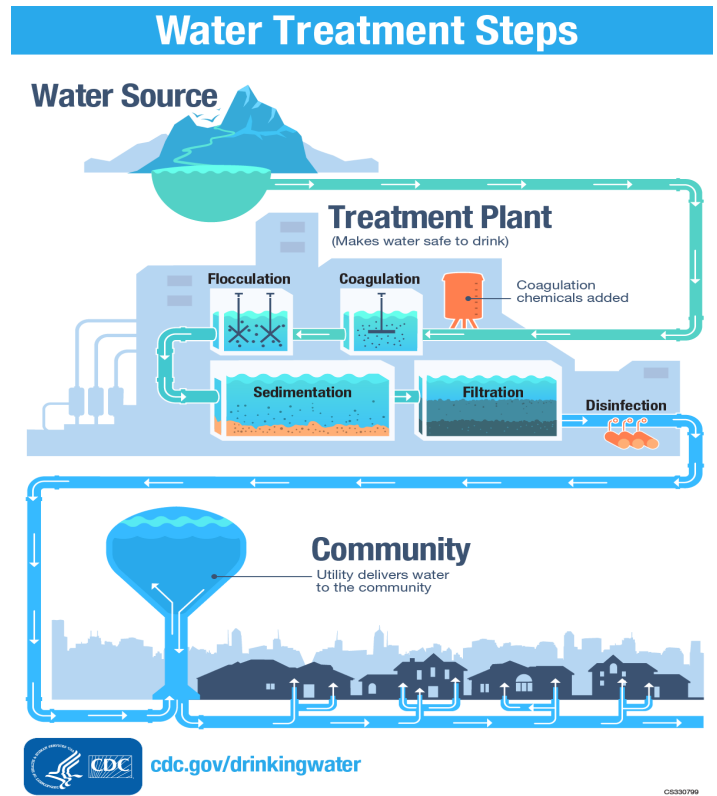 Water Treatment Steps
Water Source
Treatment Plant
(Makes water safe to drink)
Flocculation
Coagulation
Coagulation
chemicals added
Sedimentation
Filtration
Disinfection
Community
Utility delivers water
to the community
CDC
cdc.gov/drinkingwater
CS330799